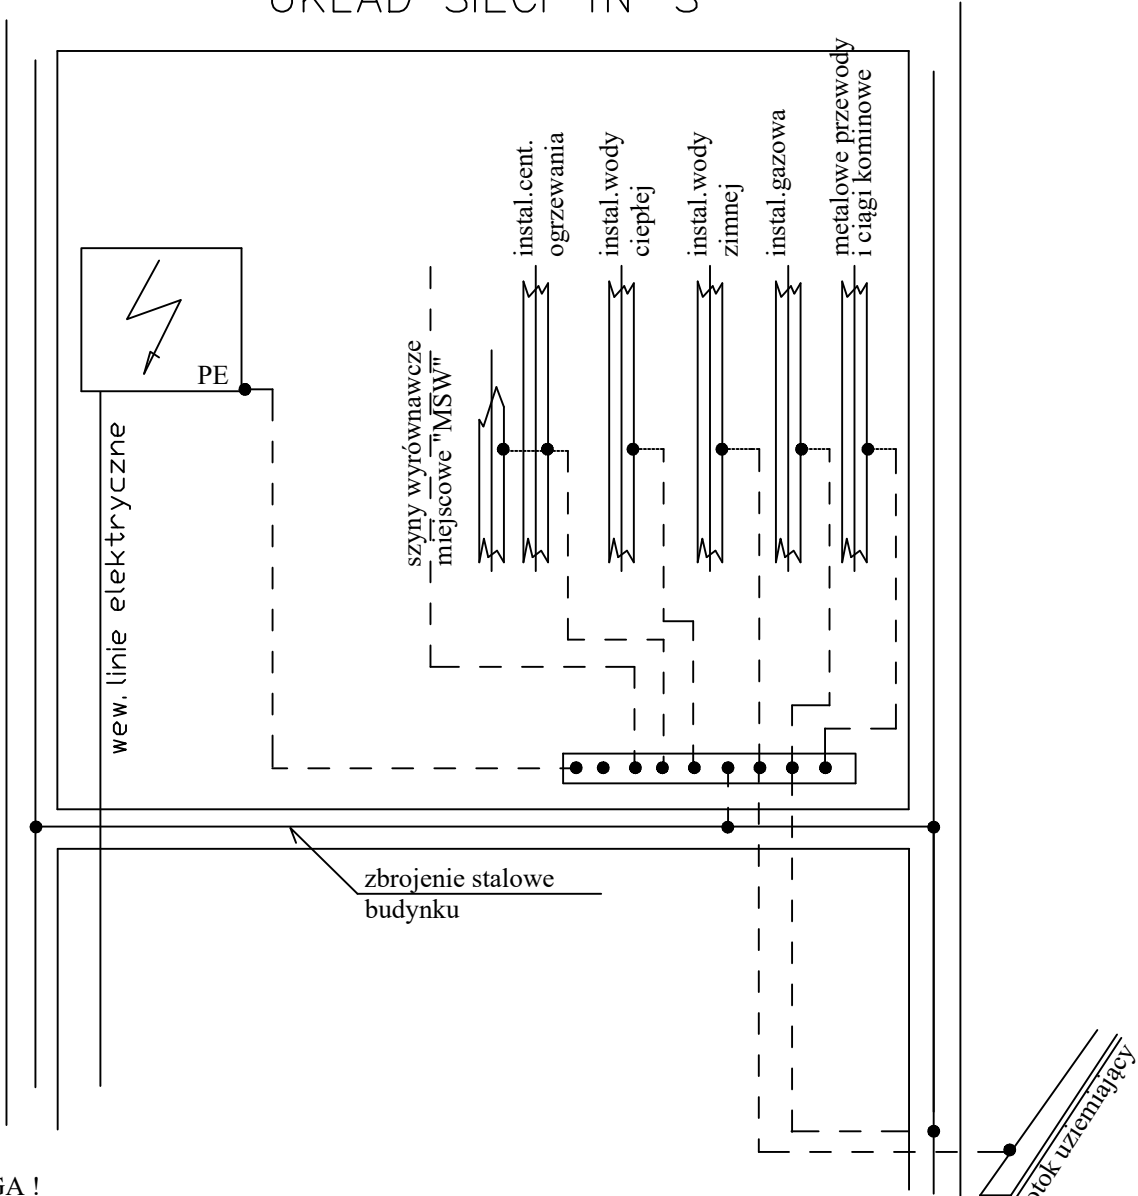 UKŁAD SIECI TN-S
metalowe przewody
i ciągi kominowe
instal.gazowa
instal.wody
zimnej
instal.wody
ciepłej
instal.cent.
ogrzewania
szyny wyrównawcze
miejscowe "MSW"
PE
wew. linie elektryczne
zbrojenie stalowe
budynku
uziemiający